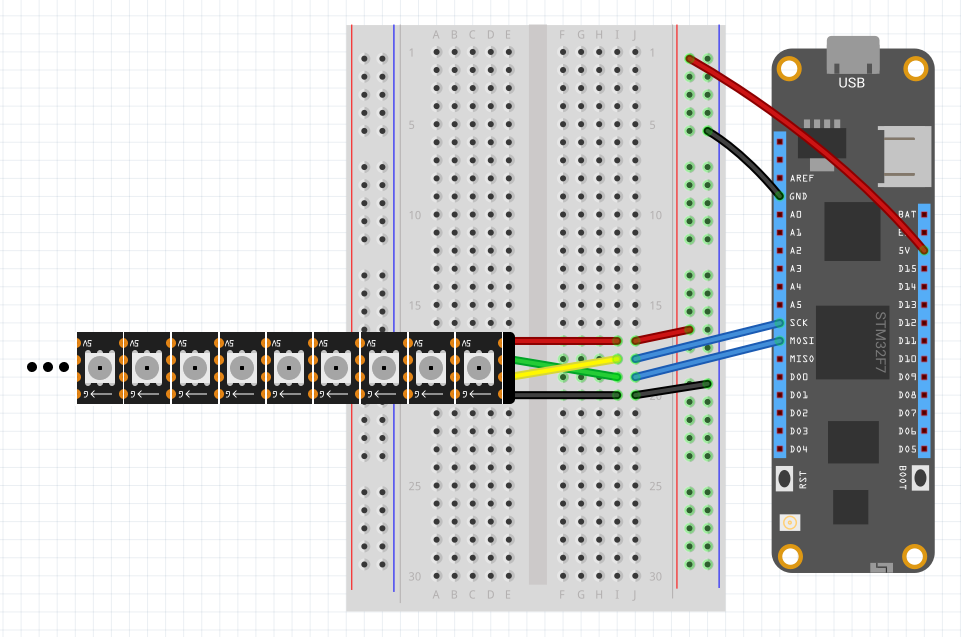 A B C D E F G H I J
USB
1 1
5 5
AREF
GND
A0 BAT
10 10
A1
A2 5V
A3 D15
A4 D14
15 15
A5 D13
SCK D12
MOSI D11
MISO D10
D00 D09
D01 D08
D02 D07
D03 D06
D04 D05
STM32F7
5V 5V 5V 5V 5V 5V 5V 5V 5V
G G G G G G G G G
25 25
RST BOOT
30 30
A B C D E F G H I J